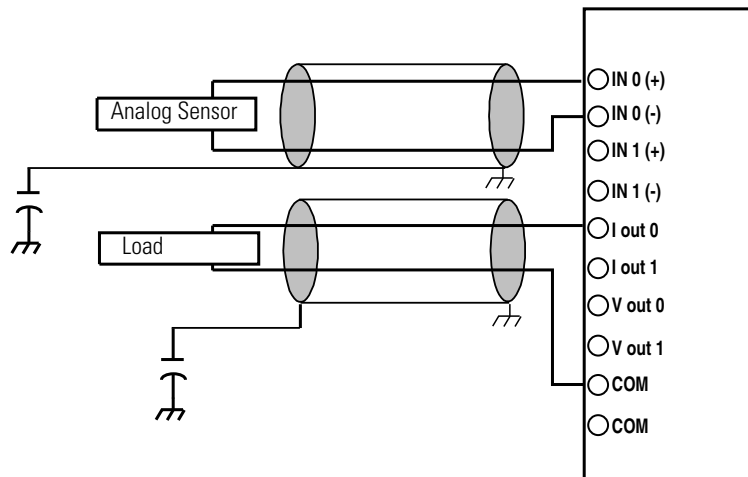 Analog Sensor
Load
IN 0 (+)
IN 0 (-)
IN 1 (+)
IN 1 (-)
I out 0
I out 1
V out 0
V out 1
COM
COM